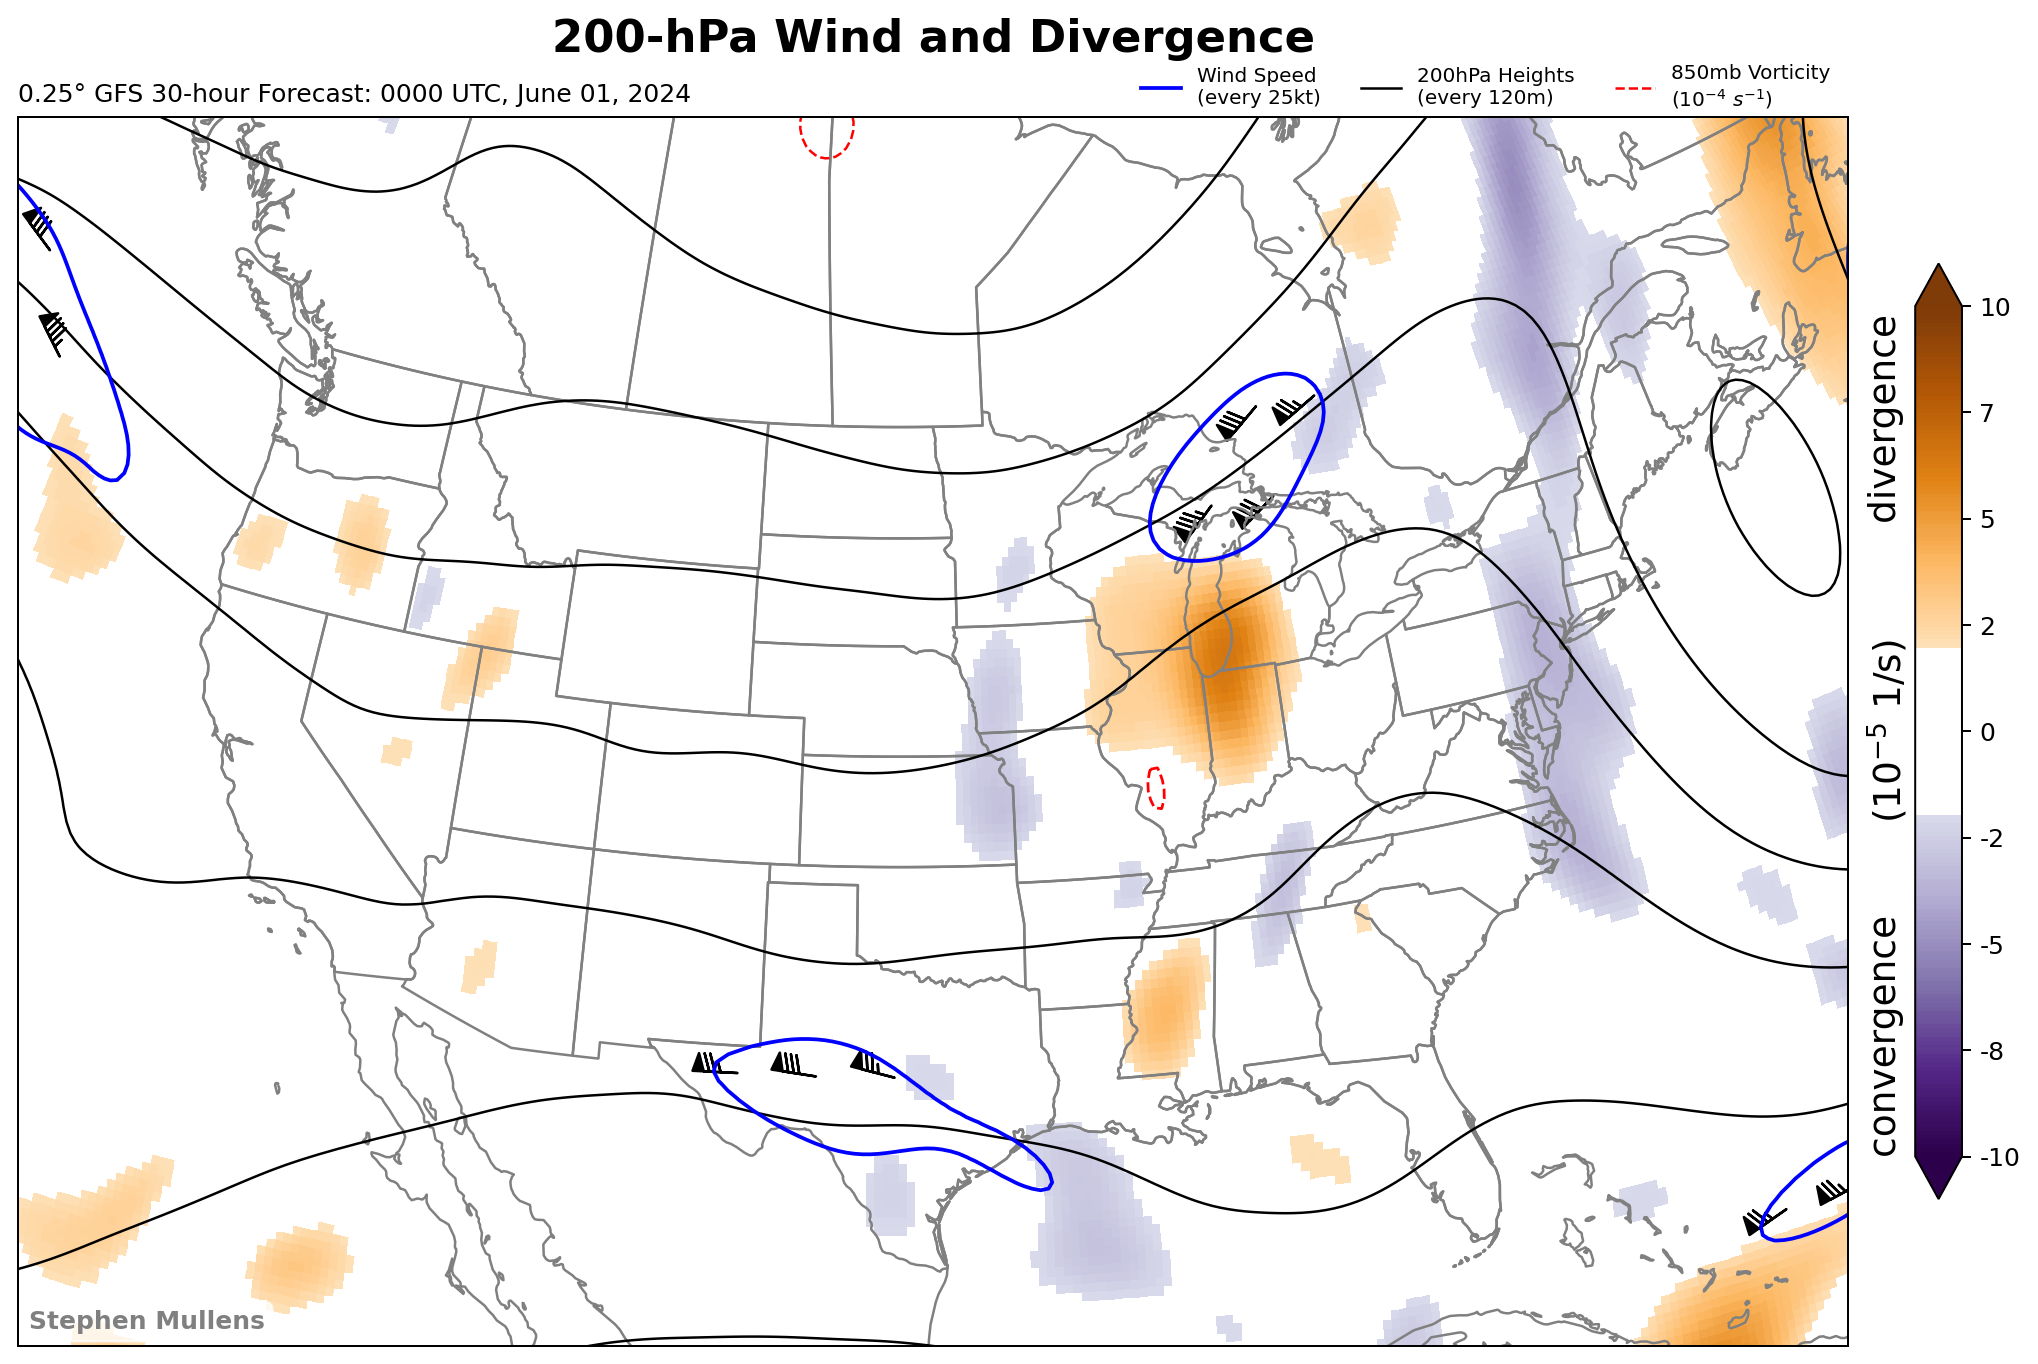 200-hPa Wind and Divergence
0.25° GFS 30-hour Forecast: 0000 UTC, June 01, 2024
Wind Speed
(every 25kt)
200hPa Heights
(every 120m)
850mb Vorticity
(10⁻⁴ s⁻¹)
10
7
5
2
0
-2
-5
-8
-10
convergence (10⁻⁵ 1/s) divergence
Stephen Mullens